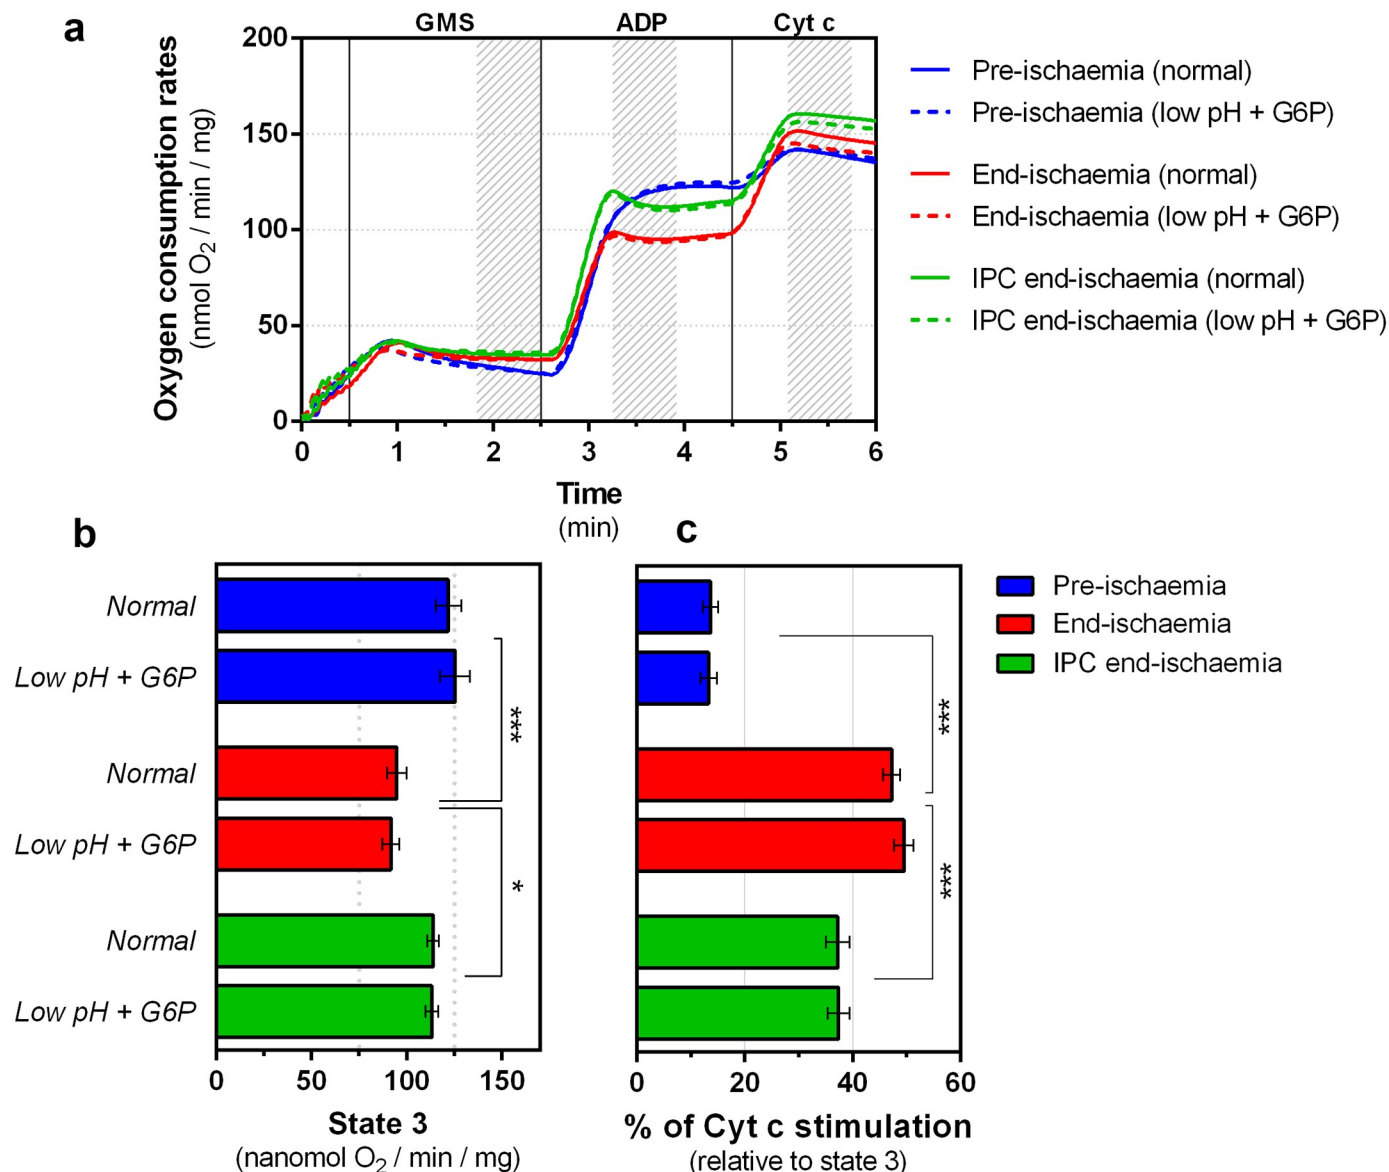 a
GMS ADP Cyt c
Oxygen consumption rates
(nmol O2 / min / mg)
200
150
100
50
0
0 1 2 3 4 5 6
Time
(min)
Pre-ischaemia (normal)
Pre-ischaemia (low pH + G6P)
End-ischaemia (normal)
End-ischaemia (low pH + G6P)
IPC end-ischaemia (normal)
IPC end-ischaemia (low pH + G6P)
b
Normal
Low pH + G6P
Normal
Low pH + G6P
Normal
Low pH + G6P
***
*
0 50 100 150
State 3
(nanomol O2 / min / mg)
c
***
***
0 20 40 60
% of Cyt c stimulation
(relative to state 3)
Pre-ischaemia
End-ischaemia
IPC end-ischaemia